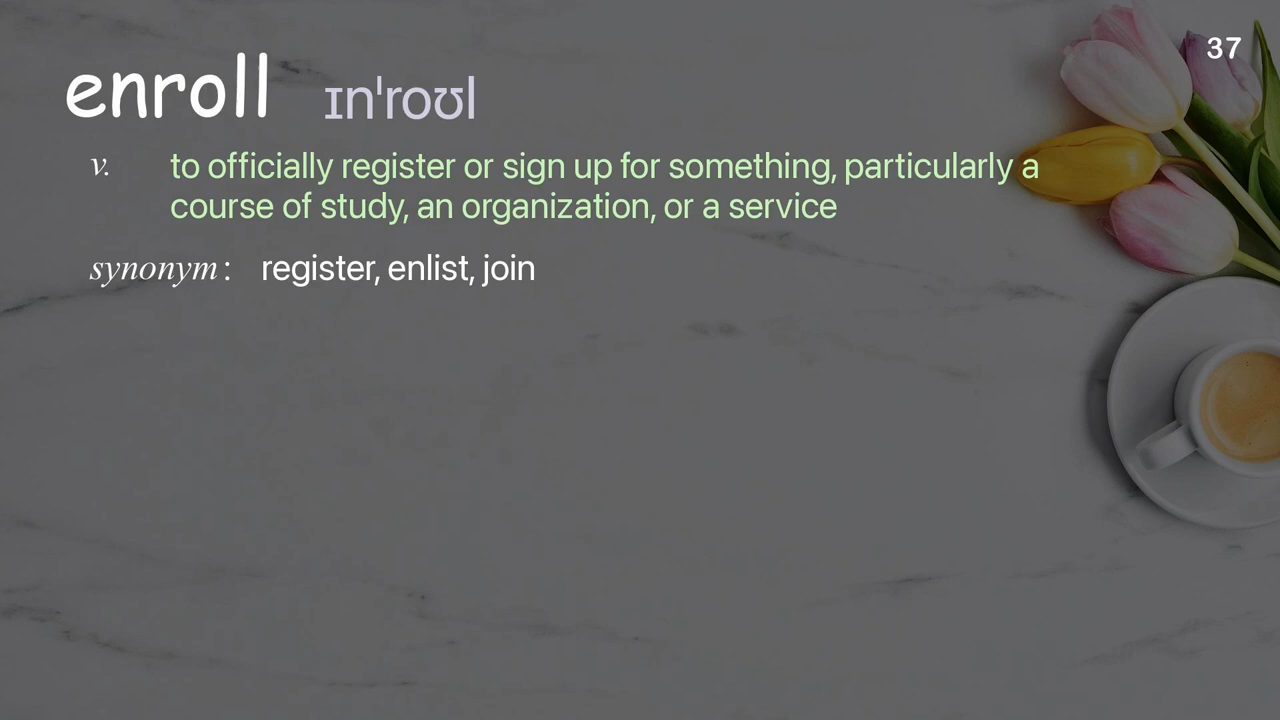 37
enroll ɪnˈroʊl
v. to officially register or sign up for something, particularly a
course of study, an organization, or a service
synonym: register, enlist, join